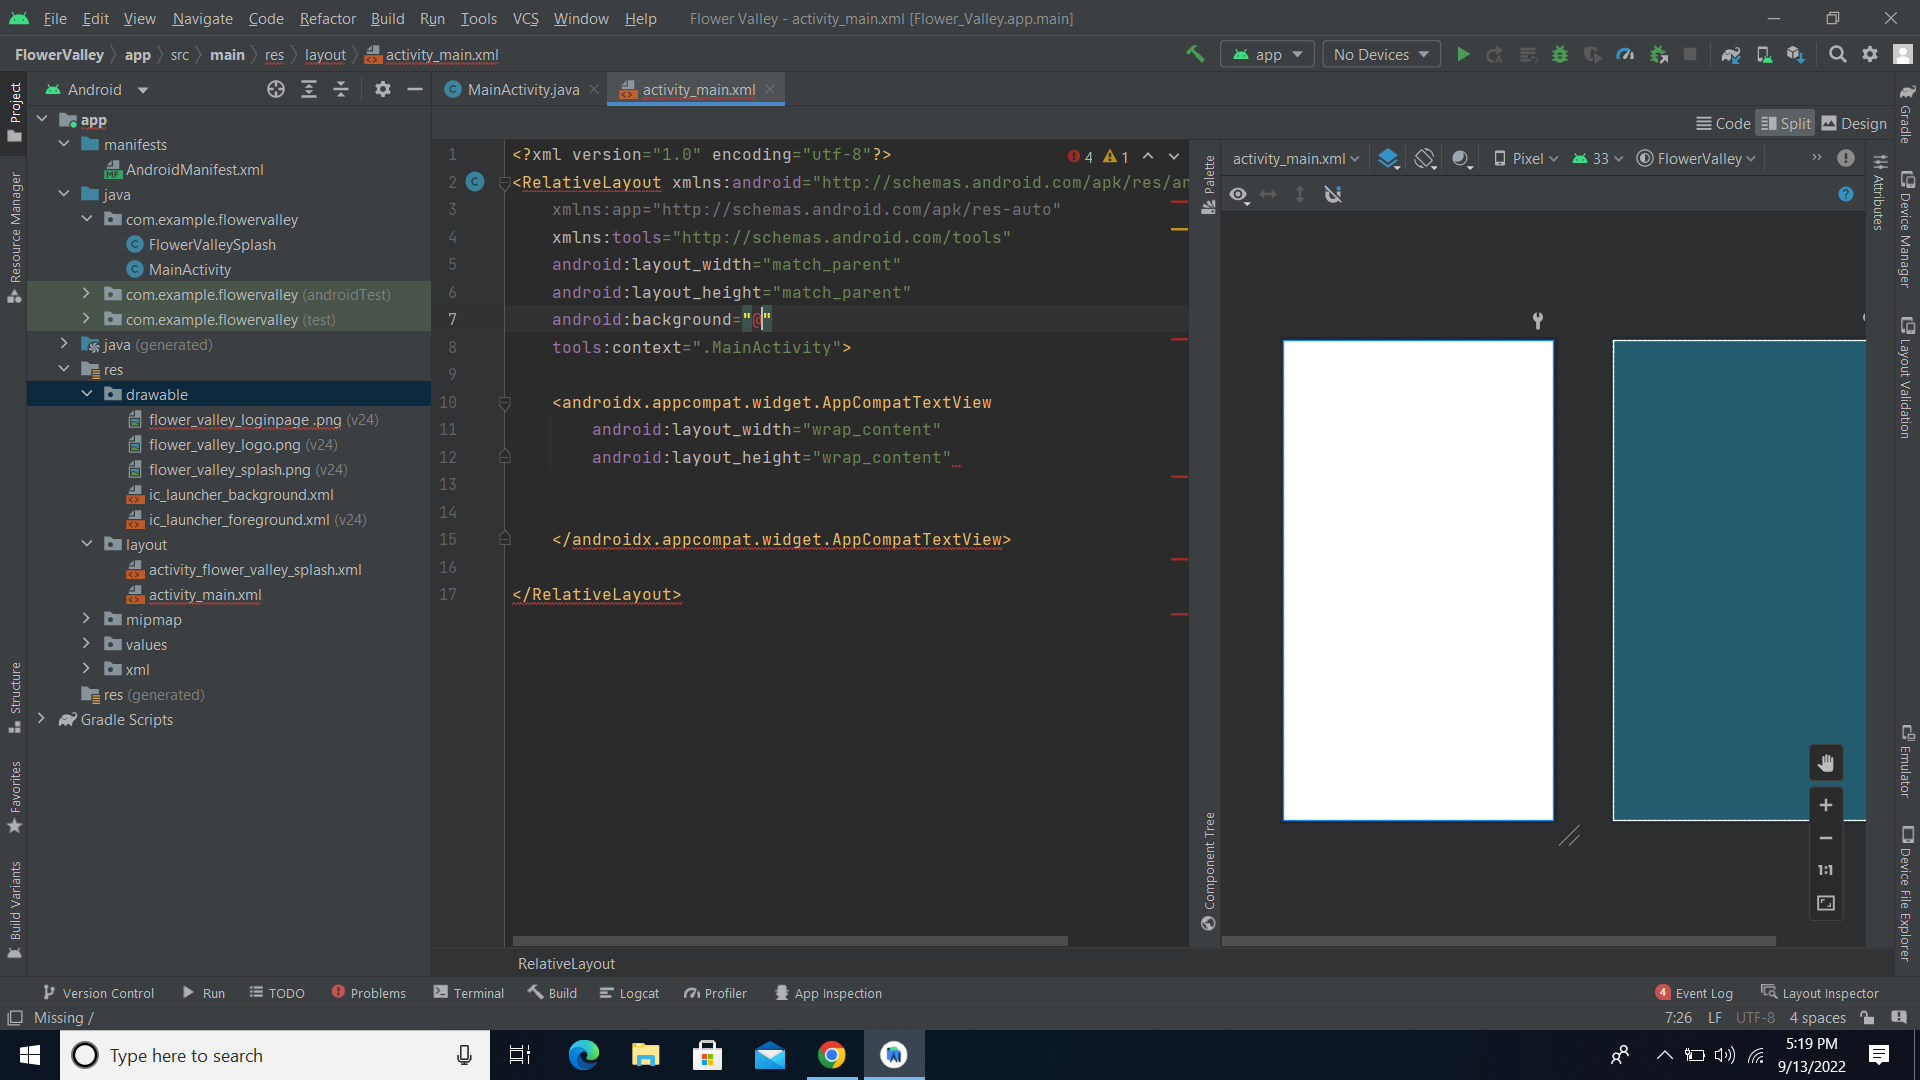 File Edit View Navigate Code Refactor Build Run Tools VCS Window Help Flower Valley - activity_main.xml [Flower_Valley.app.main]
FlowerValley app src main res layout activity_main.xml app No Devices
Android MainActivity.java activity_main.xml
Code Split Design
app
manifests
AndroidManifest.xml
java
com.example.flowervalley
FlowerValleySplash
MainActivity
com.example.flowervalley (androidTest)
com.example.flowervalley (test)
java (generated)
res
drawable
flower_valley_loginpage .png (v24)
flower_valley_logo.png (v24)
flower_valley_splash.png (v24)
ic_launcher_background.xml
ic_launcher_foreground.xml (v24)
layout
activity_flower_valley_splash.xml
activity_main.xml
mipmap
values
xml
res (generated)
Gradle Scripts
1 <?xml version="1.0" encoding="utf-8"?>
4 1
2 <RelativeLayout xmlns:android="http://schemas.android.com/apk/res/an
3 xmlns:app="http://schemas.android.com/apk/res-auto"
4 xmlns:tools="http://schemas.android.com/tools"
5 android:layout_width="match_parent"
6 android:layout_height="match_parent"
7 android:background="@"
8 tools:context=".MainActivity">
9
10 <androidx.appcompat.widget.AppCompatTextView
11 android:layout_width="wrap_content"
12 android:layout_height="wrap_content"
13
14
15 </androidx.appcompat.widget.AppCompatTextView>
16
17 </RelativeLayout>
activity_main.xml Pixel 33 FlowerValley
1:1
RelativeLayout
Project
Resource Manager
Structure
Favorites
Build Variants
Palette
Component Tree
Attributes
Gradle
Device Manager
Layout Validation
Emulator
Device File Explorer
Version Control Run TODO Problems Terminal Build Logcat Profiler App Inspection 4 Event Log Layout Inspector
Missing / 7:26 LF UTF-8 4 spaces
Type here to search
5:19 PM
9/13/2022